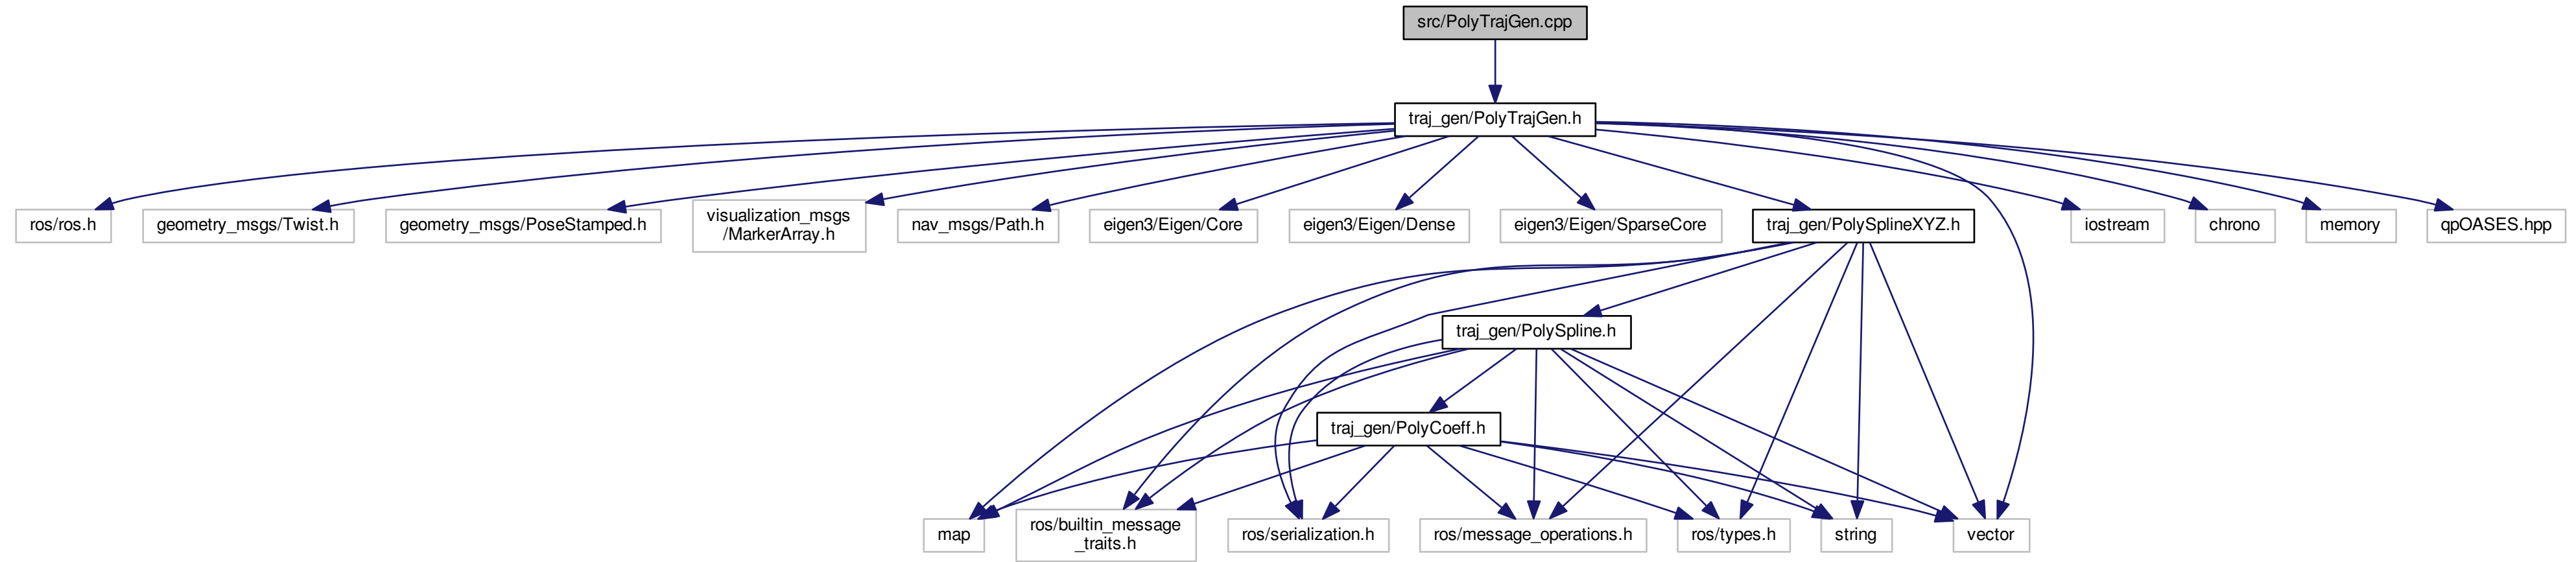 src/PolyTrajGen.cpp
traj_gen/PolyTrajGen.h
ros/ros.h
geometry_msgs/Twist.h
geometry_msgs/PoseStamped.h
visualization_msgs
/MarkerArray.h
nav_msgs/Path.h
eigen3/Eigen/Core
eigen3/Eigen/Dense
eigen3/Eigen/SparseCore
traj_gen/PolySplineXYZ.h
iostream
chrono
memory
qpOASES.hpp
traj_gen/PolySpline.h
traj_gen/PolyCoeff.h
map
ros/builtin_message
_traits.h
ros/serialization.h
ros/message_operations.h
ros/types.h
string
vector